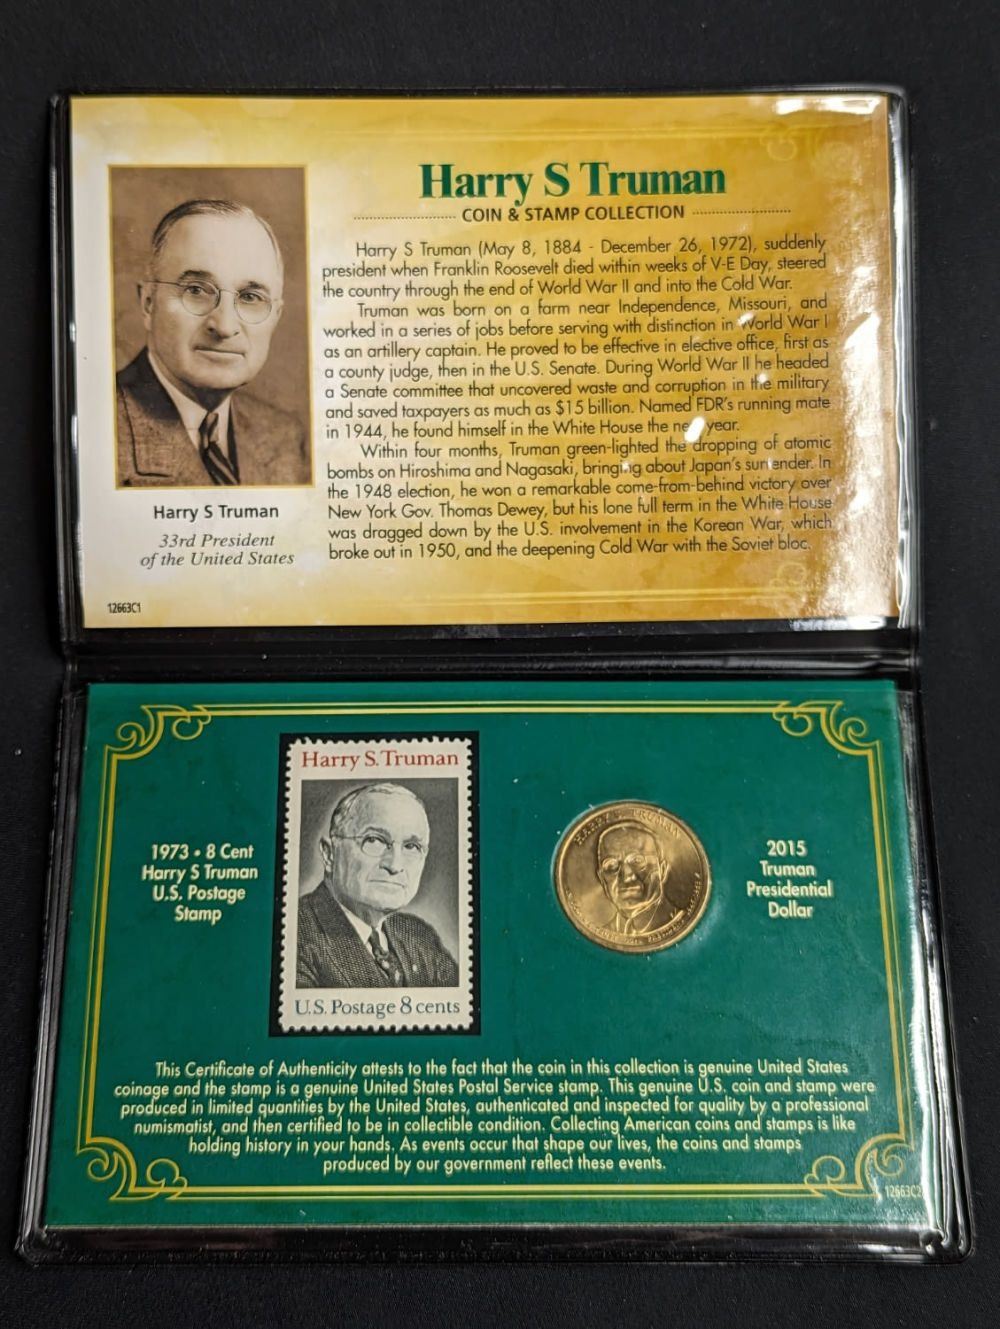 Harry S Truman
COIN & STAMP COLLECTION
Harry S Truman (May 8, 1884 - December 26, 1972), suddenly
president when Franklin Roosevelt died within weeks of V-E Day, steered
the country through the end of World War II and into the Cold War.
Truman was born on a farm near Independence, Missouri, and
worked in a series of jobs before serving with distinction in World War I
as an artillery captain. He proved to be effective in elective office, first as
a county judge, then in the U.S. Senate. During World War II he headed
a Senate committee that uncovered waste and corruption in the military
and saved taxpayers as much as $15 billion. Named FDR's running mate
in 1944, he found himself in the White House the year.
Within four months, Truman green-lighted the dropping of atomic
bombs on Hiroshima and Nagasaki, bringing about Japan's surrender. In
the 1948 election, he won a remarkable come-from-behind victory over
New York Gov. Thomas Dewey, but his lone full term in the White House
was dragged down by the U.S. involvement in the Korean War, which
broke out in 1950, and the deepening Cold War with the Soviet bloc.
Harry S Truman
33rd President
of the United States
12663C1
1973 • 8 Cent
Harry S Truman
U.S. Postage
Stamp
Harry S. Truman
U.S. Postage 8 cents
HARRY S. TRUMAN
2015
Truman
Presidential
Dollar
This Certificate of Authenticity attests to the fact that the coin in this collection is genuine United States
coinage and the stamp is a genuine United States Postal Service stamp. This genuine U.S. coin and stamp were
produced in limited quantities by the United States, authenticated and inspected for quality by a professional
numismatist, and then certified to be in collectible condition. Collecting American coins and stamps is like
holding history in your hands. As events occur that shape our lives, the coins and stamps
produced by our government reflect these events.
12663C2